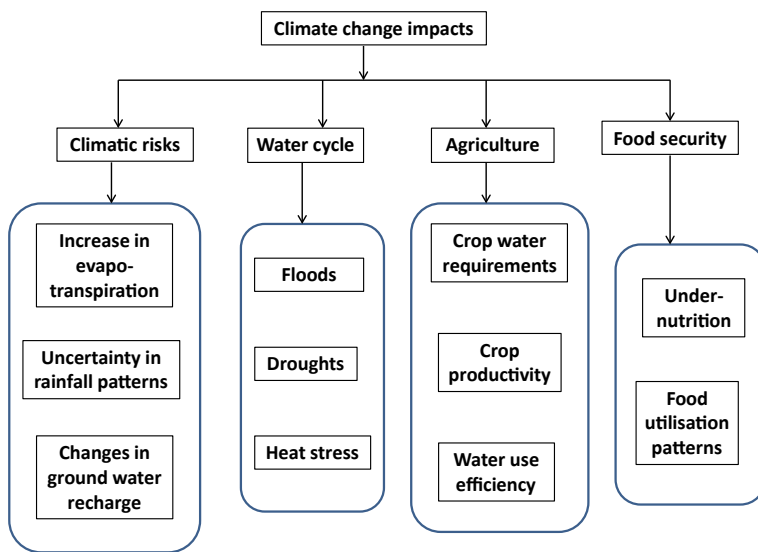 Climate change impacts
Climatic risks
Water cycle
Agriculture
Food security
Increase in
evapo-
transpiration
Uncertainty in
rainfall patterns
Changes in
ground water
recharge
Floods
Droughts
Heat stress
Crop water
requirements
Crop
productivity
Water use
efficiency
Under-
nutrition
Food
utilisation
patterns